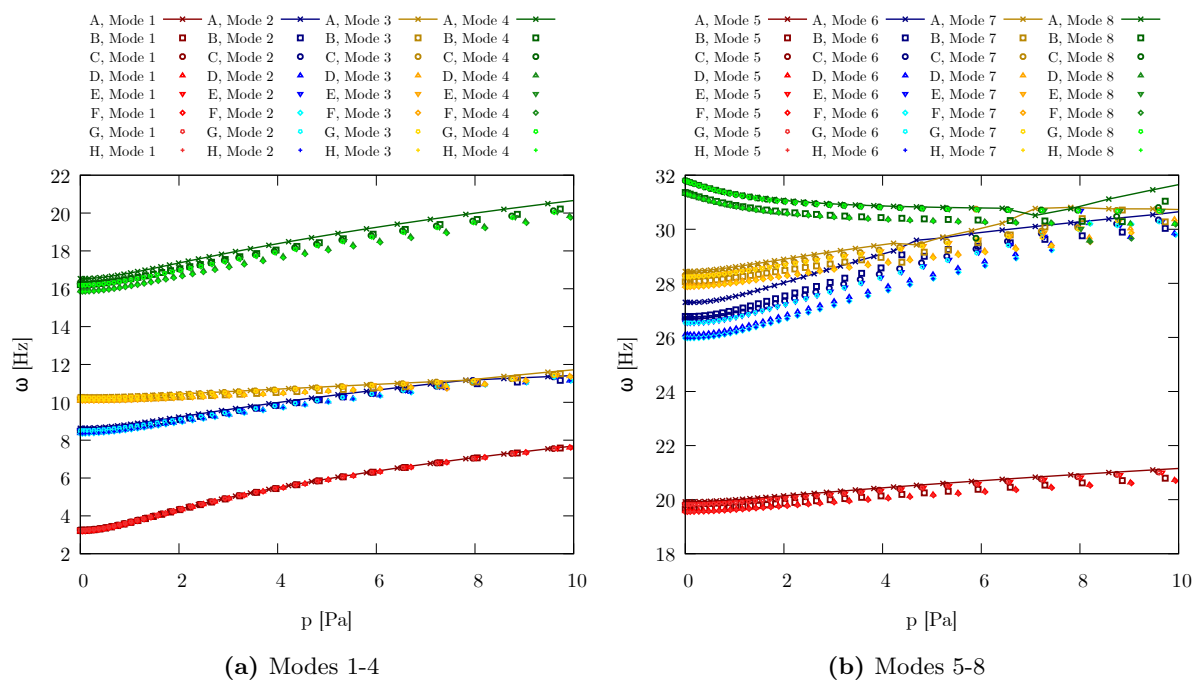 A, Mode 1 A, Mode 2 A, Mode 3 A, Mode 4
B, Mode 1 B, Mode 2 B, Mode 3 B, Mode 4
C, Mode 1 C, Mode 2 C, Mode 3 C, Mode 4
D, Mode 1 D, Mode 2 D, Mode 3 D, Mode 4
E, Mode 1 E, Mode 2 E, Mode 3 E, Mode 4
F, Mode 1 F, Mode 2 F, Mode 3 F, Mode 4
G, Mode 1 G, Mode 2 G, Mode 3 G, Mode 4
H, Mode 1 H, Mode 2 H, Mode 3 H, Mode 4
22
20
18
16
14
12
10
8
6
4
2
ω [Hz]
0 2 4 6 8 10
p [Pa]
(a) Modes 1-4
A, Mode 5 A, Mode 6 A, Mode 7 A, Mode 8
B, Mode 5 B, Mode 6 B, Mode 7 B, Mode 8
C, Mode 5 C, Mode 6 C, Mode 7 C, Mode 8
D, Mode 5 D, Mode 6 D, Mode 7 D, Mode 8
E, Mode 5 E, Mode 6 E, Mode 7 E, Mode 8
F, Mode 5 F, Mode 6 F, Mode 7 F, Mode 8
G, Mode 5 G, Mode 6 G, Mode 7 G, Mode 8
H, Mode 5 H, Mode 6 H, Mode 7 H, Mode 8
32
30
28
26
24
22
20
18
ω [Hz]
0 2 4 6 8 10
p [Pa]
(b) Modes 5-8